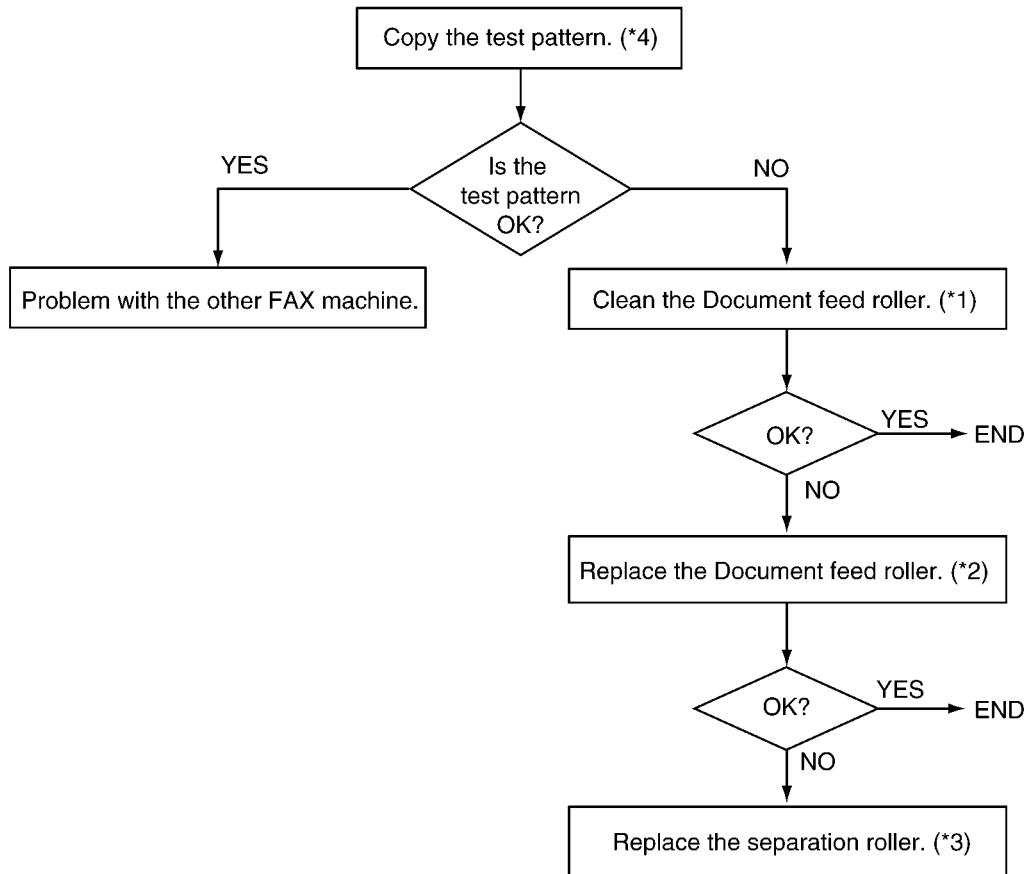 Copy the test pattern. (*4)
Is the
test pattern
OK?
YES
NO
Problem with the other FAX machine.
Clean the Document feed roller. (*1)
OK?
YES
END
NO
Replace the Document feed roller. (*2)
OK?
YES
END
NO
Replace the separation roller. (*3)